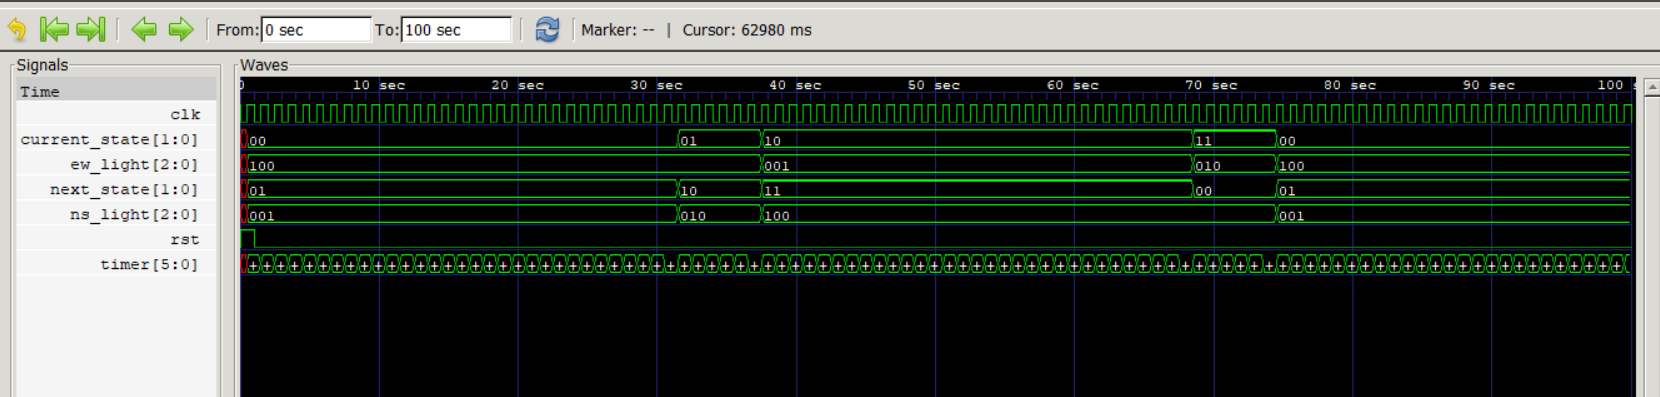 From: 0 sec To: 100 sec Marker: -- | Cursor: 62980 ms
Signals Waves
Time 0 10 sec 20 sec 30 sec 40 sec 50 sec 60 sec 70 sec 80 sec 90 sec 100 s
clk
current_state[1:0] 00 01 10 11 00
ew_light[2:0] 100 001 010 100
next_state[1:0] 01 10 11 00 01
ns_light[2:0] 001 010 100 001
rst
timer[5:0] + + + + + + + + + + + + + + + + + + + + + + + + + + + + + + + + + + + + + + + + + + + + + + + + + + + + + + + + + + + + + + + + + + + + + + + + + + + + + + + + + + + + + + + + + + + + + + + + + + +